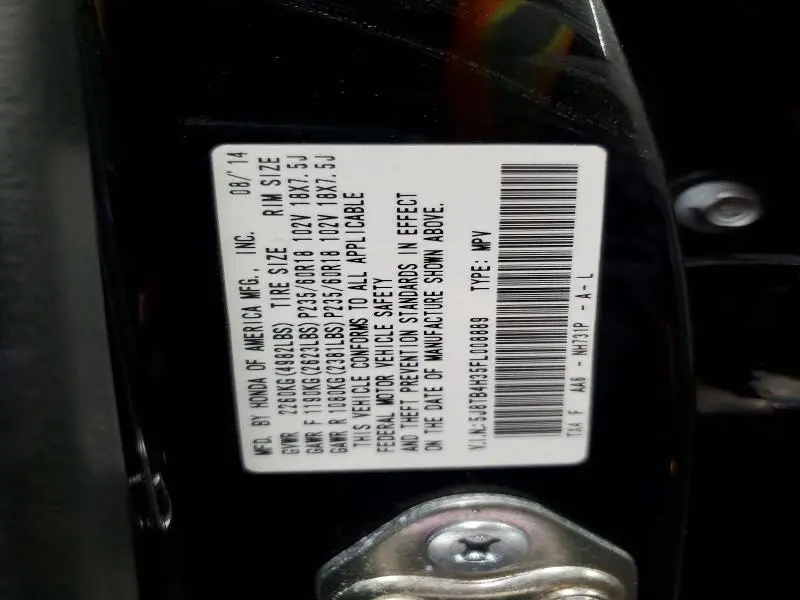 MFD. BY HONDA OF AMERICA MFG., INC. 08/'14
GVWR 2260KG(4982LBS) TIRE SIZE RIM SIZE
GAWR F 1190KG(2623LBS) P235/60R18 102V 18X7.5J
GAWR R 1080KG(2381LBS) P235/60R18 102V 18X7.5J
THIS VEHICLE CONFORMS TO ALL APPLICABLE
FEDERAL MOTOR VEHICLE SAFETY
AND THEFT PREVENTION STANDARDS IN EFFECT
ON THE DATE OF MANUFACTURE SHOWN ABOVE.
V.I.N:5J8TB4H35FL008889 TYPE: MPV
TX4 F AA6 - NH731P - A - L